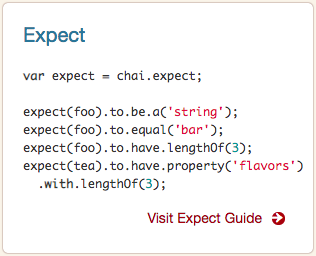 Expect
var expect = chai.expect;
expect(foo).to.be.a('string');
expect(foo).to.equal('bar');
expect(foo).to.have.lengthOf(3);
expect(tea).to.have.property('flavors')
  .with.lengthOf(3);
Visit Expect Guide